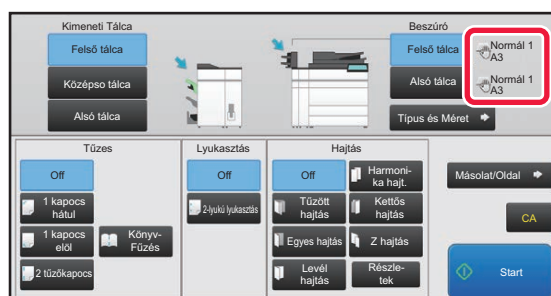 Kimeneti Tálca
Beszúró
Felső tálca
Felső tálca
Normál 1
A3
Középso tálca
Alsó tálca
Normál 1
A3
Alsó tálca
Típus és Méret
Tűzes
Lyukasztás
Hajtás
Off
Off
Off
Harmoni-
ka hajt.
Másolat/Oldal
1 kapocs
hátul
2-lyukú lyukasztás
Tűzött
hajtás
Kettős
hajtás
1 kapocs
elöl
Könyv-
Fűzés
Egyes hajtás
Z hajtás
CA
2 tűzőkapocs
Levél
hajtás
Részle-
tek
Start